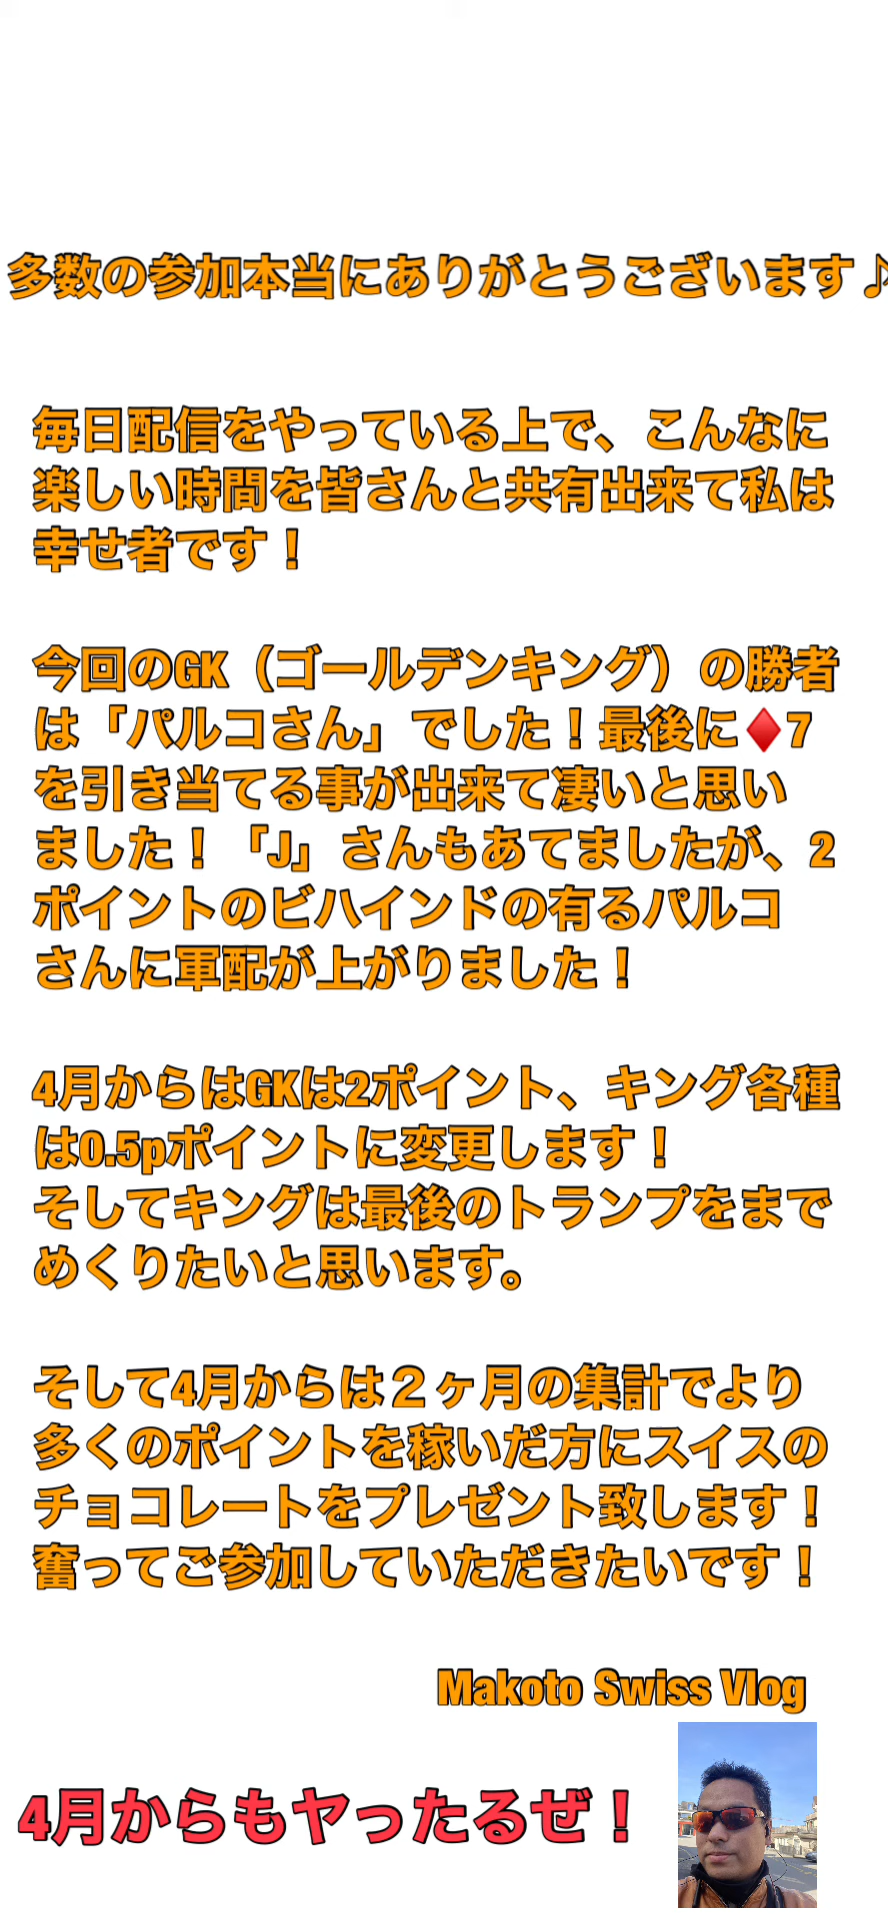 多数の参加本当にありがとうございます♪
毎日配信をやっている上で、こんなに
楽しい時間を皆さんと共有出来て私は
幸せ者です！
今回のGK（ゴールデンキング）の勝者
は「パルコさん」でした！最後に♦️7
を引き当てる事が出来て凄いと思い
ました！「J」さんもあてましたが、2
ポイントのビハインドの有るパルコ
さんに軍配が上がりました！
4月からはGKは2ポイント、キング各種
は0.5pポイントに変更します！
そしてキングは最後のトランプをまで
めくりたいと思います。
そして4月からは２ヶ月の集計でより
多くのポイントを稼いだ方にスイスの
チョコレートをプレゼント致します！
奮ってご参加していただきたいです！
Makoto Swiss Vlog
4月からもヤったるぜ！